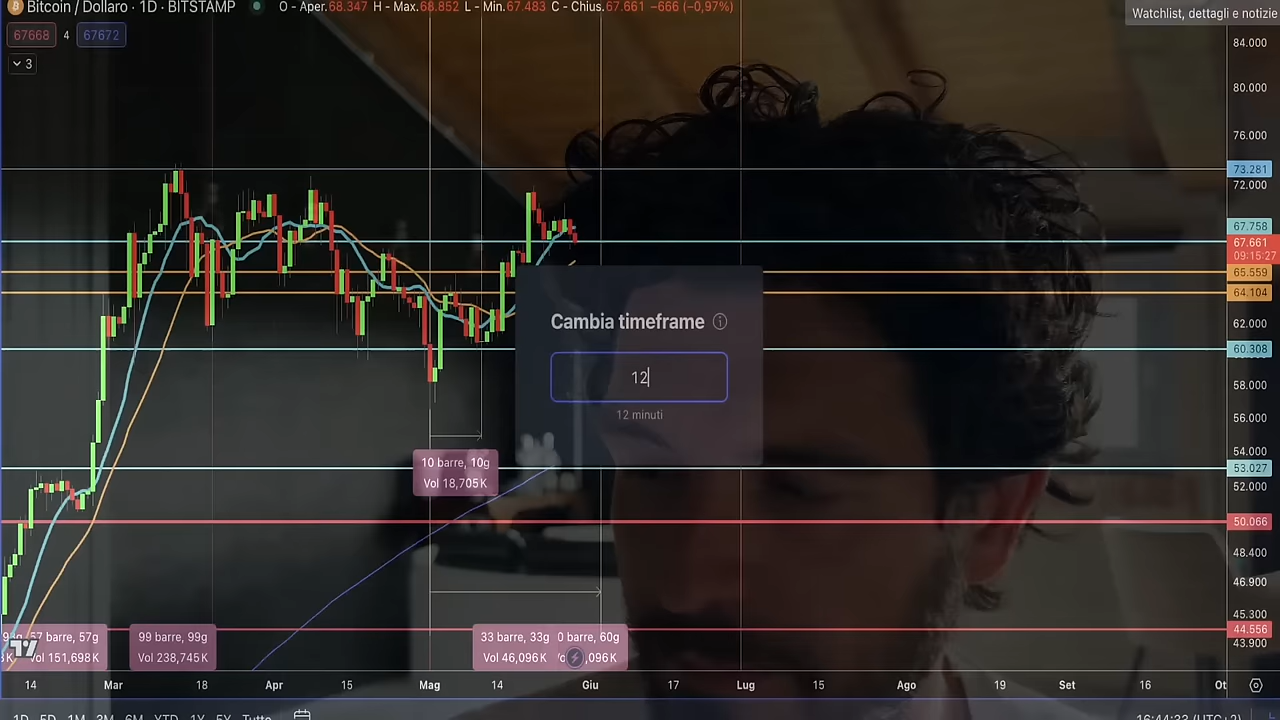 Bitcoin / Dollaro · 1D · BITSTAMP O - Aper.68.347 H - Max.68.852 L - Min.67.483 C - Chius.67.661 −666 (−0,97%)
Watchlist, dettagli e notizie
67668 4 67672
3
84.000
80.000
76.000
73.281
72.000
67.758
67.661
09:15:27
65.559
64.104
62.000
60.308
58.000
56.000
54.000
53.027
52.000
50.066
48.400
46.900
45.300
44.556
43.900
Cambia timeframe
12
12 minuti
10 barre, 10g
Vol 18,705K
57 barre, 57g
Vol 151,698K
99 barre, 99g
Vol 238,745K
33 barre, 33g
Vol 46,096K
0 barre, 60g
,096K
14 Mar 18 Apr 15 Mag 14 Giu 17 Lug 15 Ago 19 Set 16 Ot
1D 5D 1M 3M 6M YTD 1Y 5Y Tutto
16:44:33 (UTC+2)